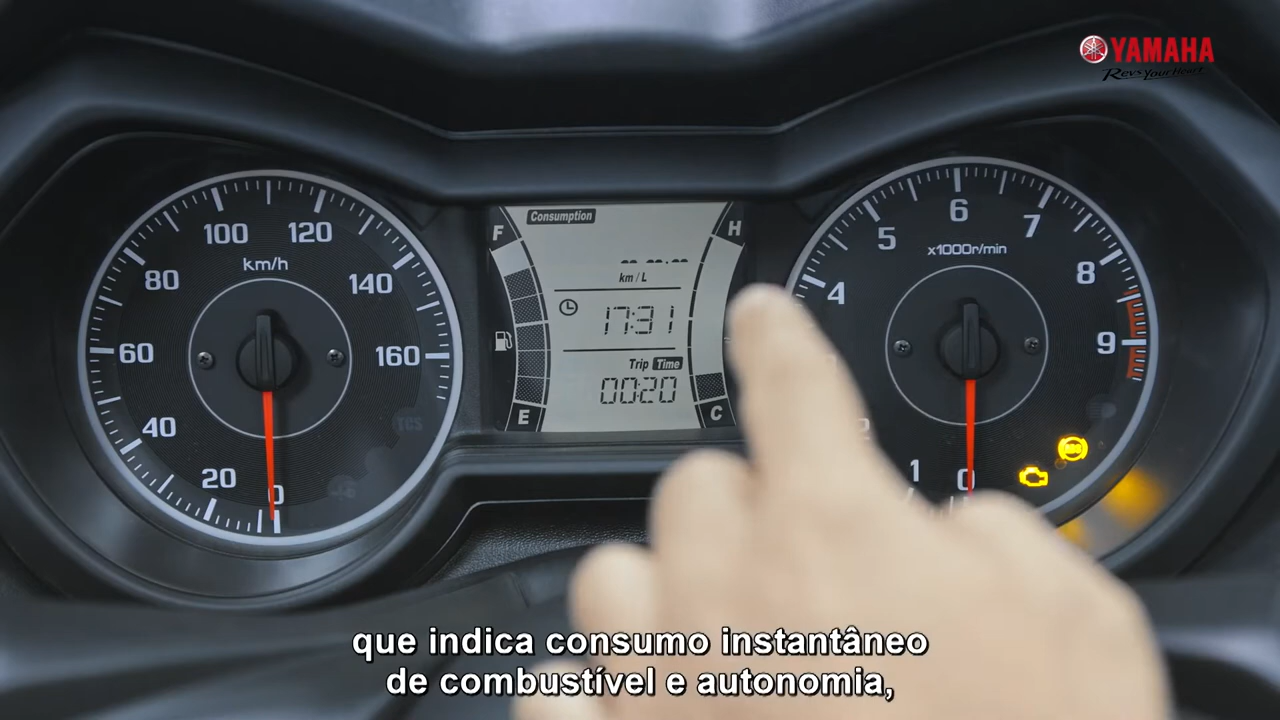 YAMAHA
Revs Your Heart
Consumption
F
H
km/L
17:31
Trip Time
00:20
E
C
0
20
40
60
80
100
120
140
160
km/h
0
1
2
4
5
6
7
8
9
x1000r/min
que indica consumo instantâneo
de combustível e autonomia,